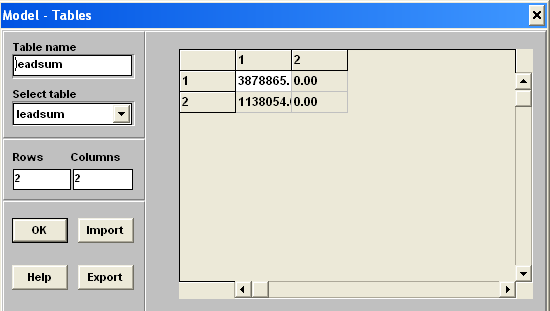 Model - Tables
Table name
leadsum
Select table
leadsum
Rows Columns
2 2
OK Import
Help Export
1 2
1 3878865. 0.00
2 1138054. 0.00